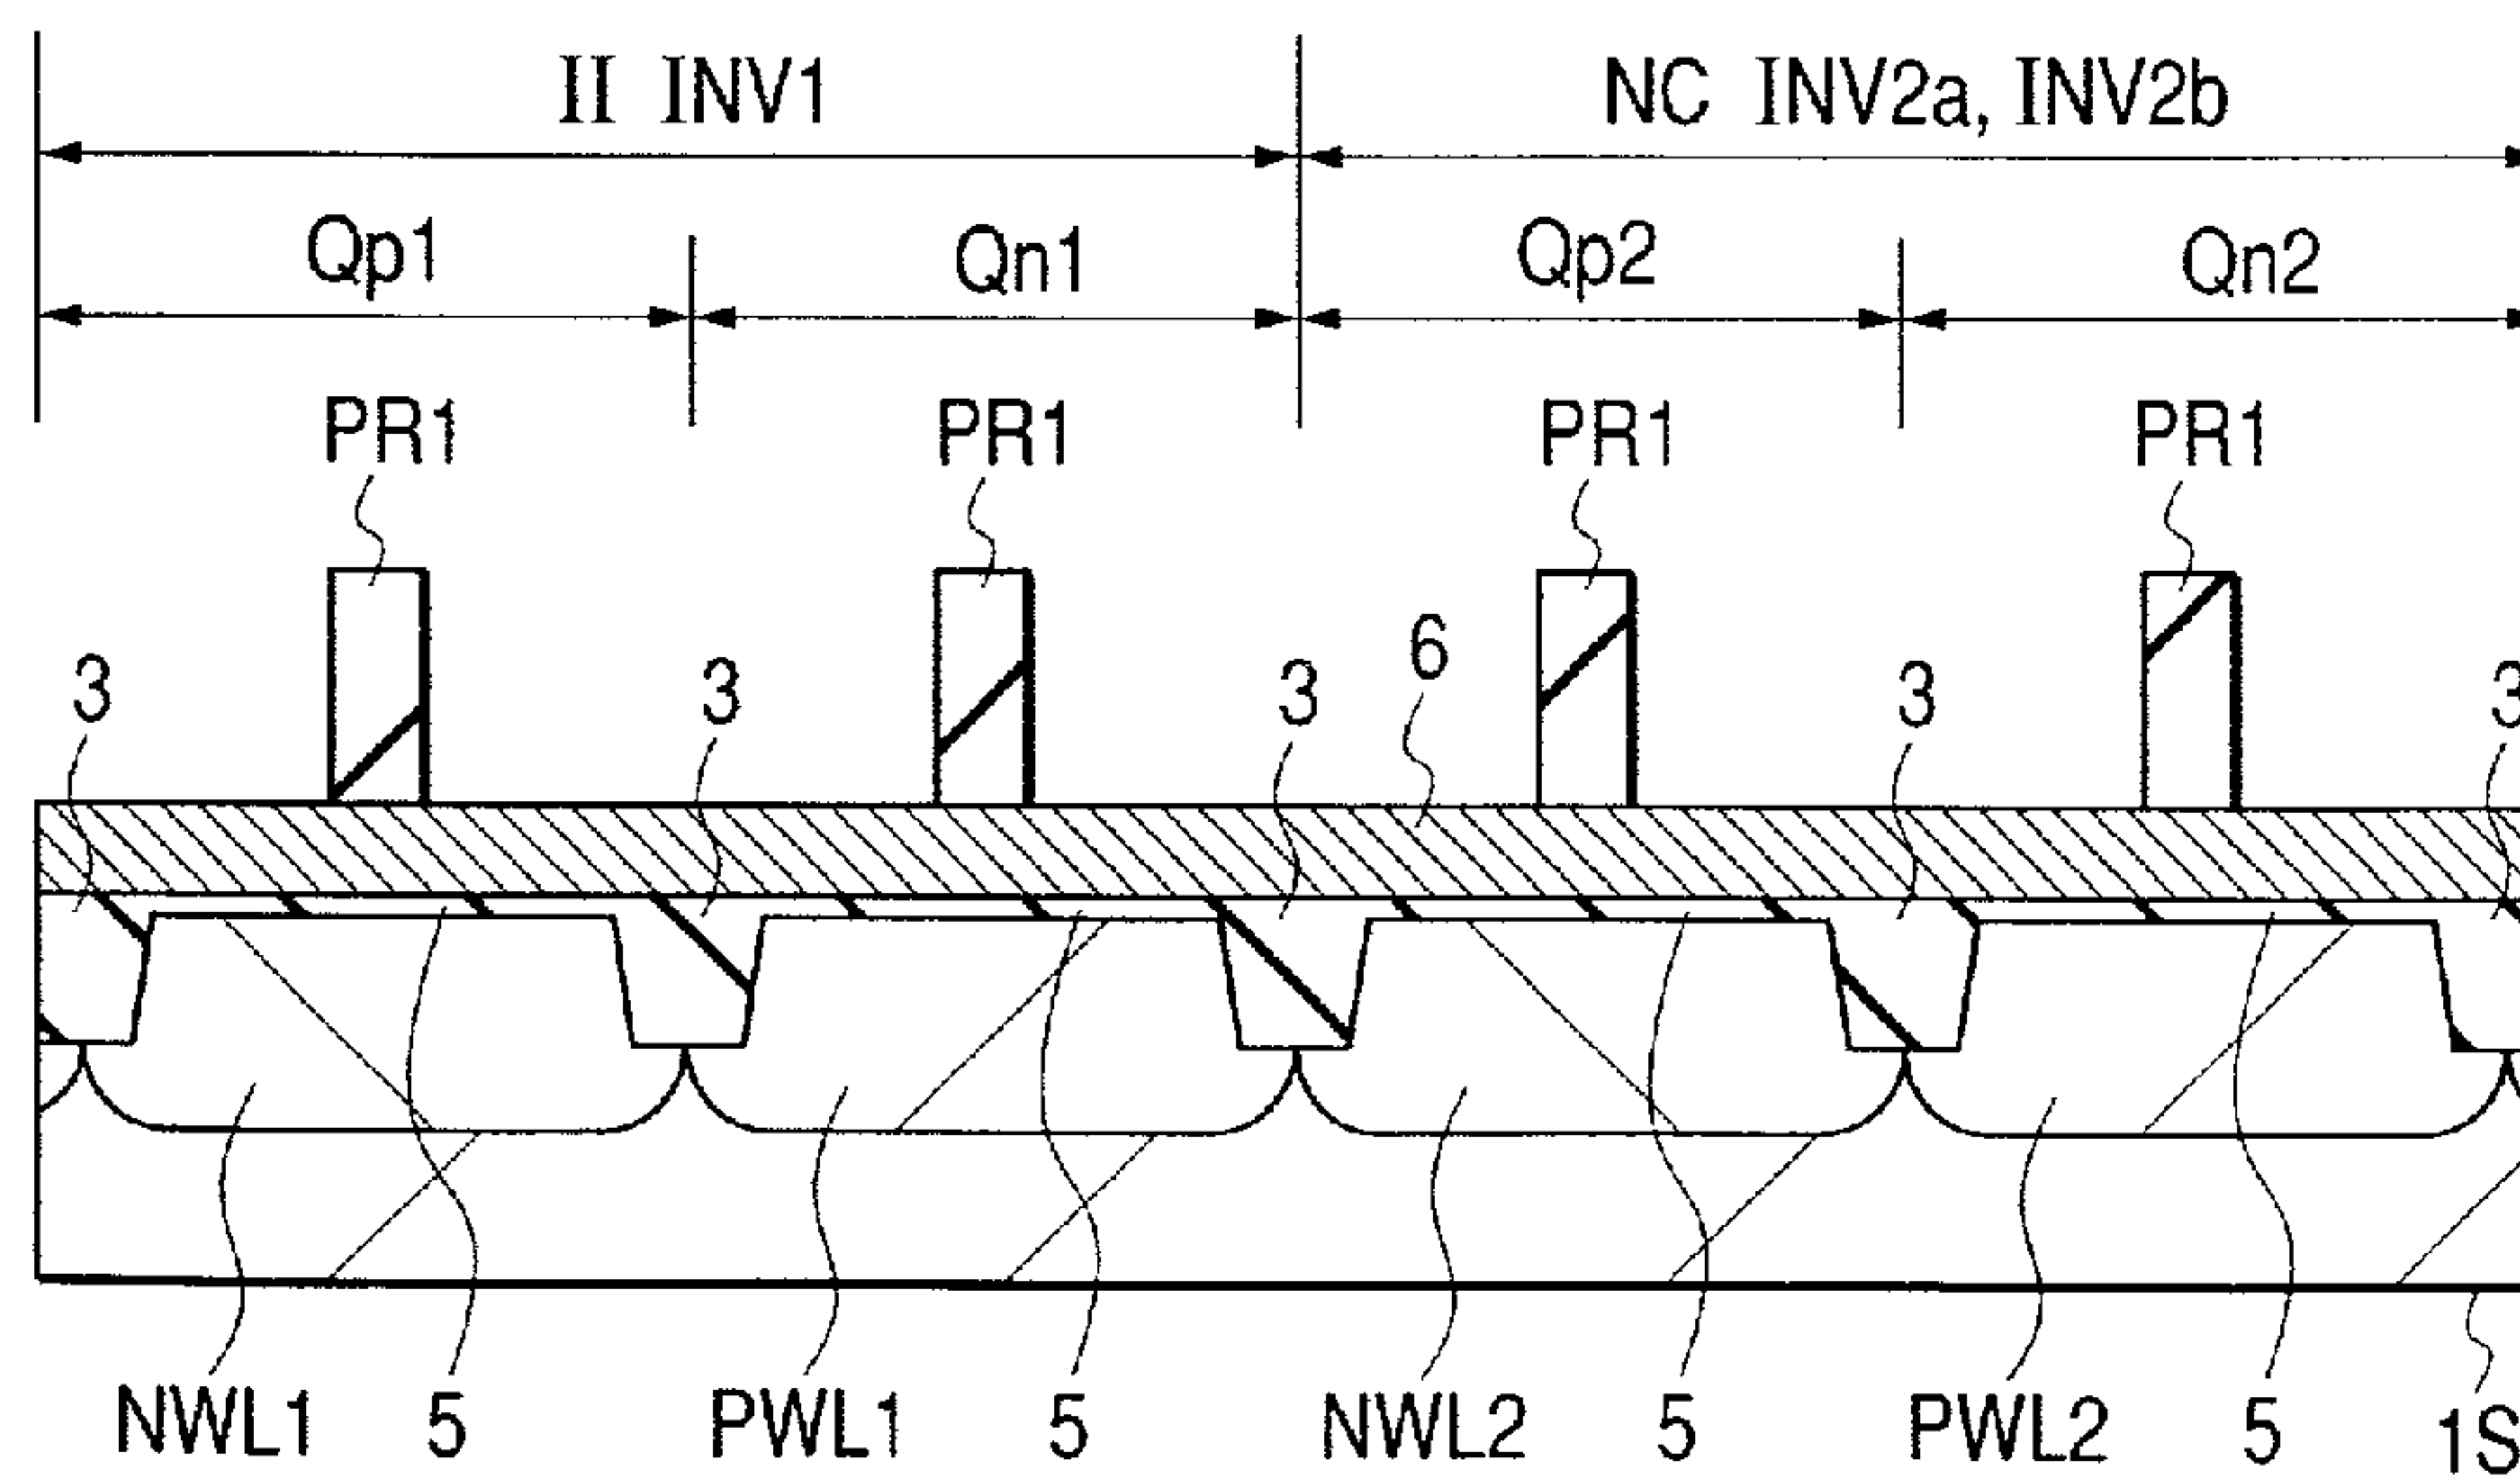 II INV1 NC INV2a, INV2b
Qp1 Qn1 Qp2 Qn2
PR1 PR1 PR1 PR1
3 3 3 6 3 3
NWL1 5 PWL1 5 NWL2 5 PWL2 5 1S